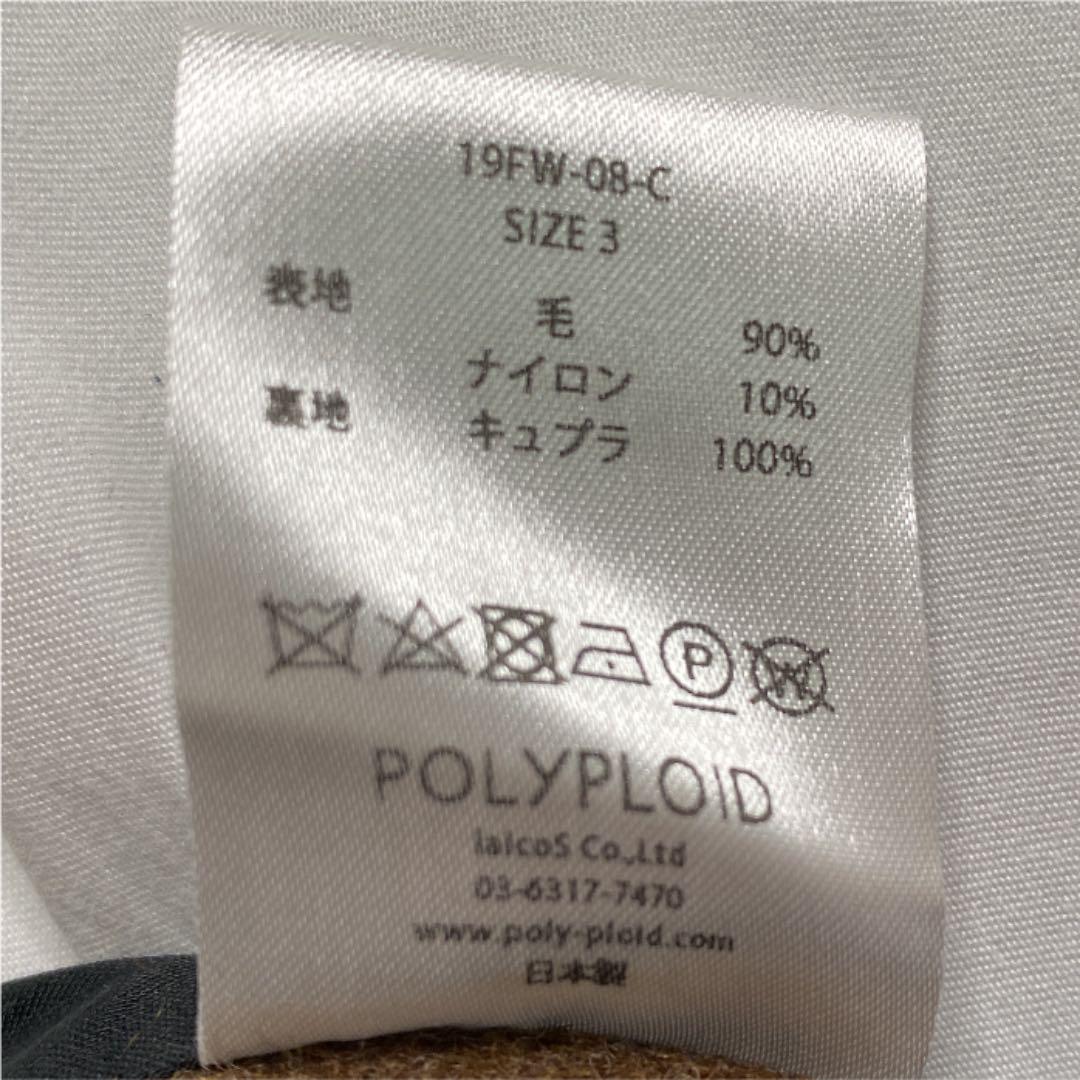 19FW-08-C
SIZE 3
表地 毛 90%
ナイロン 10%
裏地 キュプラ 100%
P W
POLYPLOID
lalcoS Co.,Ltd
03-6317-7470
www.poly-ploid.com
日本製